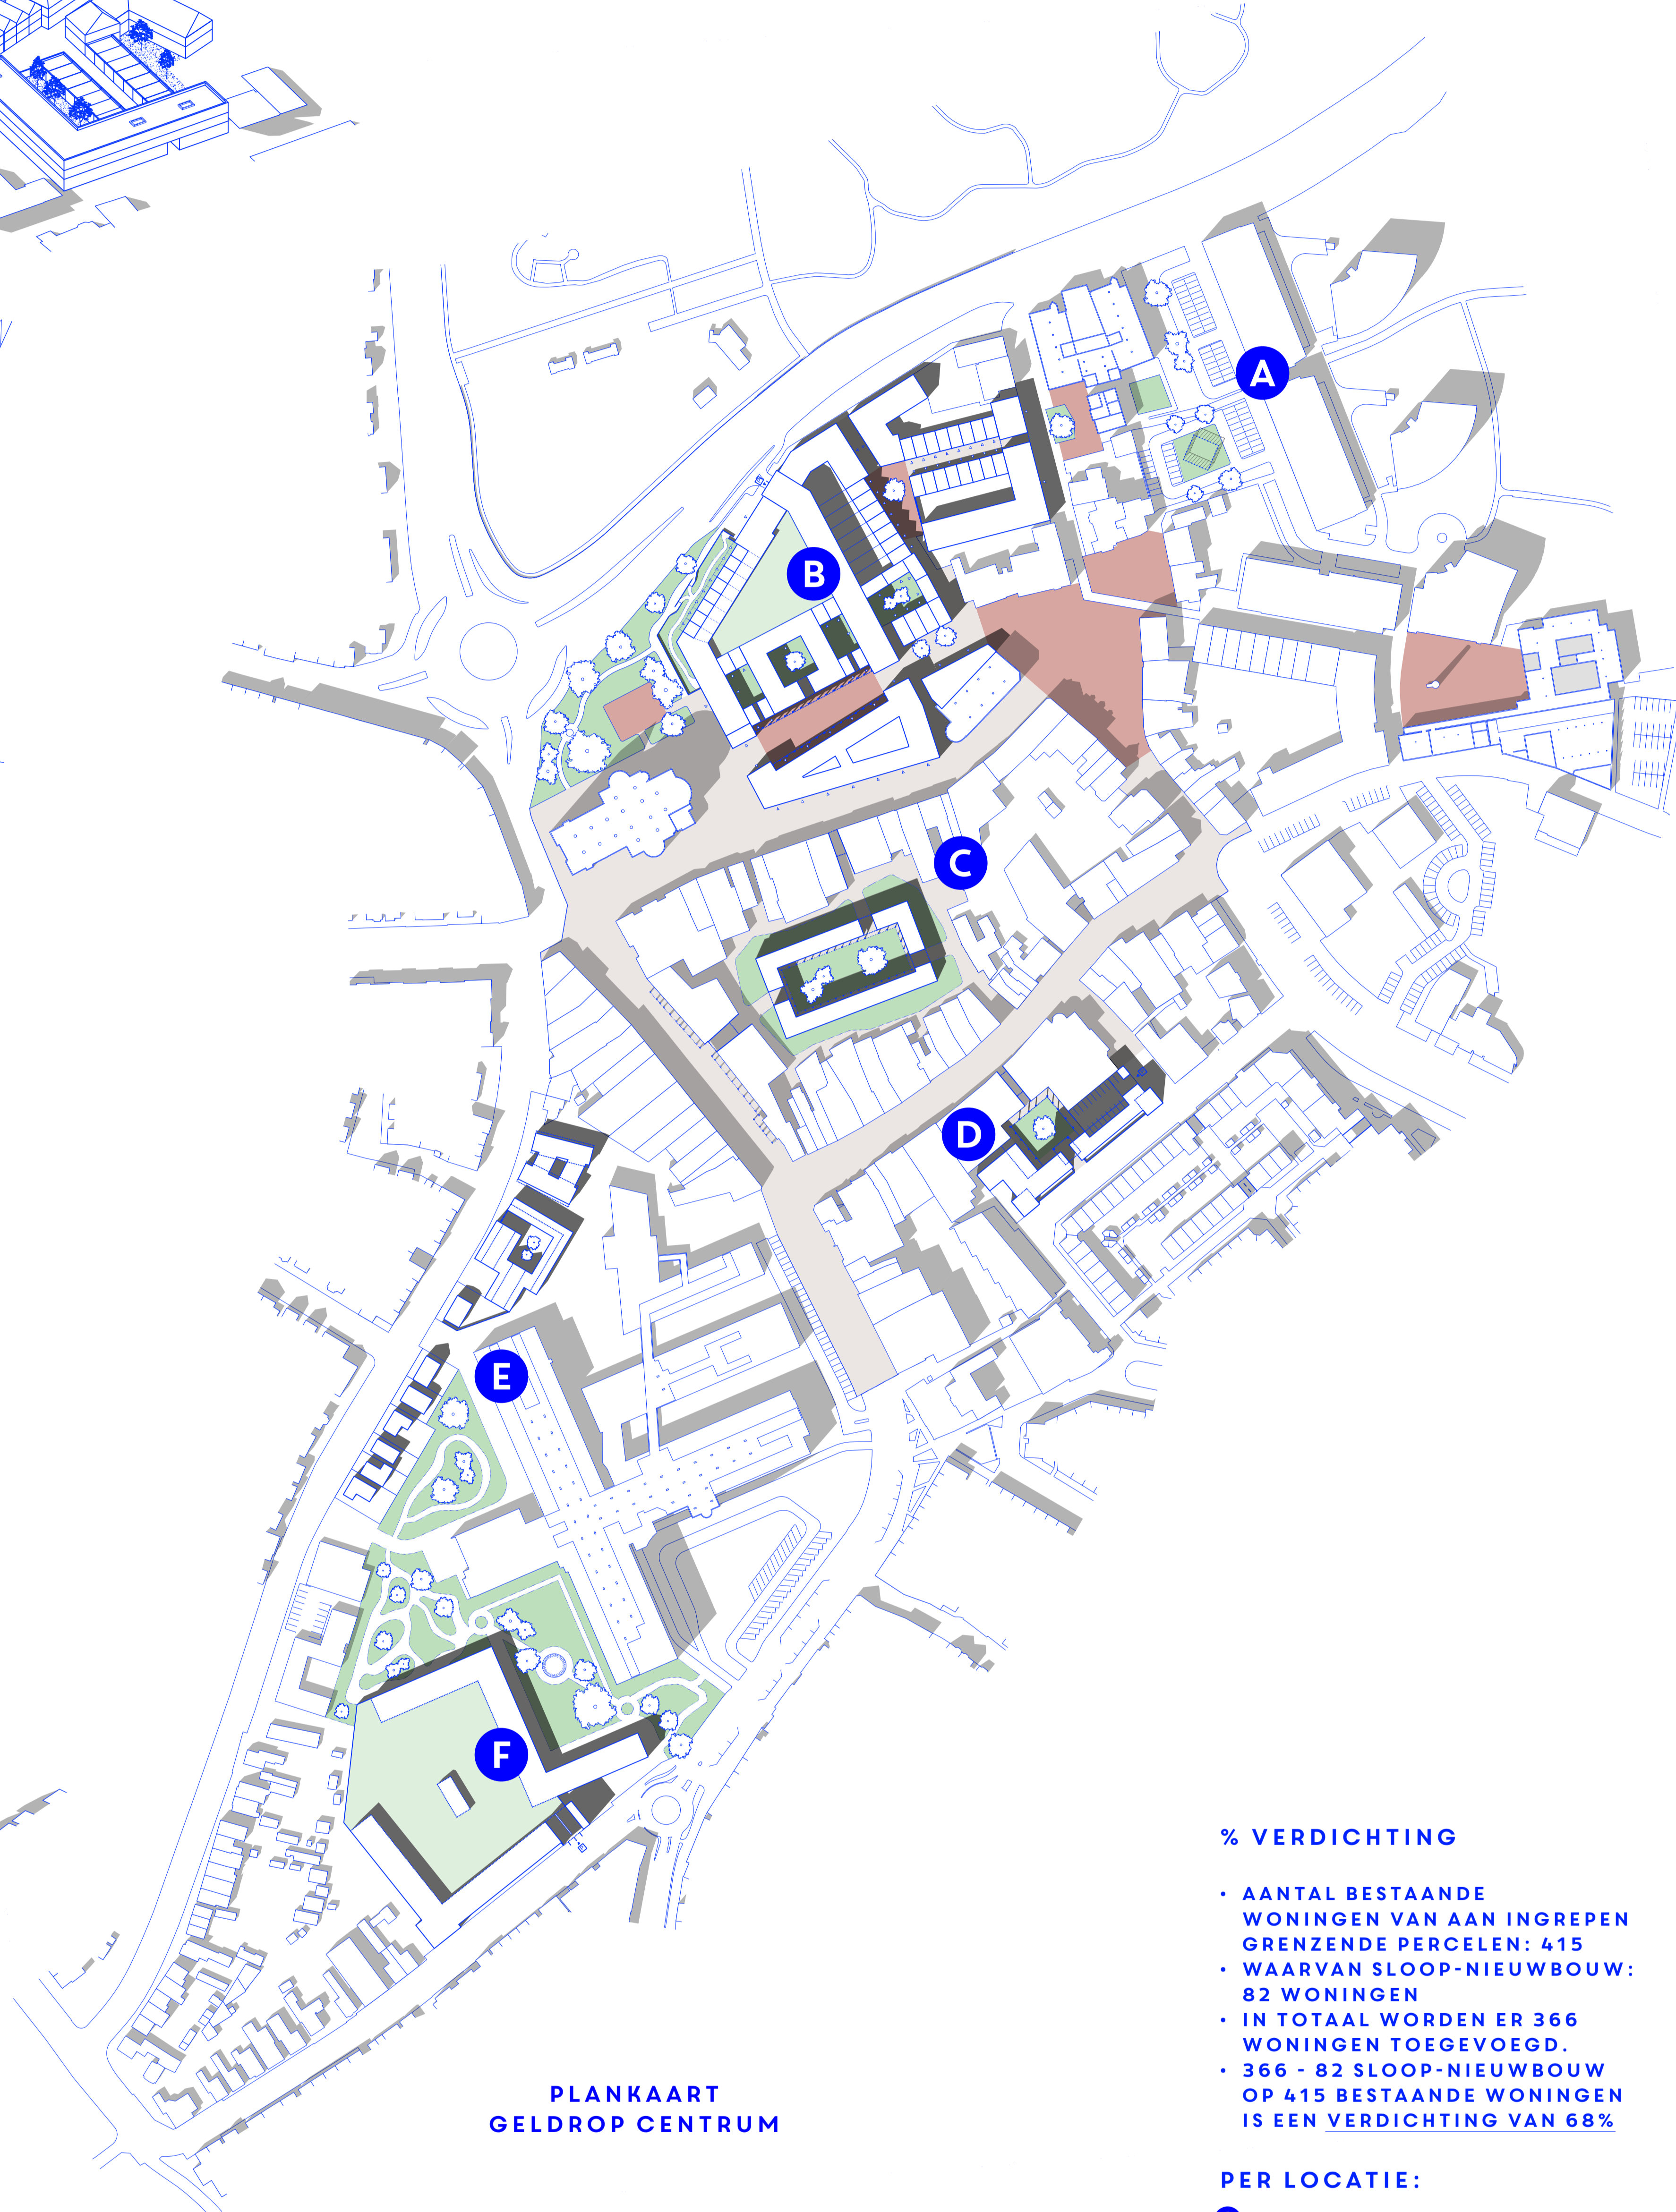 A
B
C
D
E
F
PLANKAART
GELDROP CENTRUM
% VERDICHTING
• AANTAL BESTAANDE
WONINGEN VAN AAN INGREPEN
GRENZENDE PERCELEN: 415
• WAARVAN SLOOP-NIEUWBOUW:
82 WONINGEN
• IN TOTAAL WORDEN ER 366
WONINGEN TOEGEVOEGD.
• 366 - 82 SLOOP-NIEUWBOUW
OP 415 BESTAANDE WONINGEN
IS EEN VERDICHTING VAN 68%
PER LOCATIE: